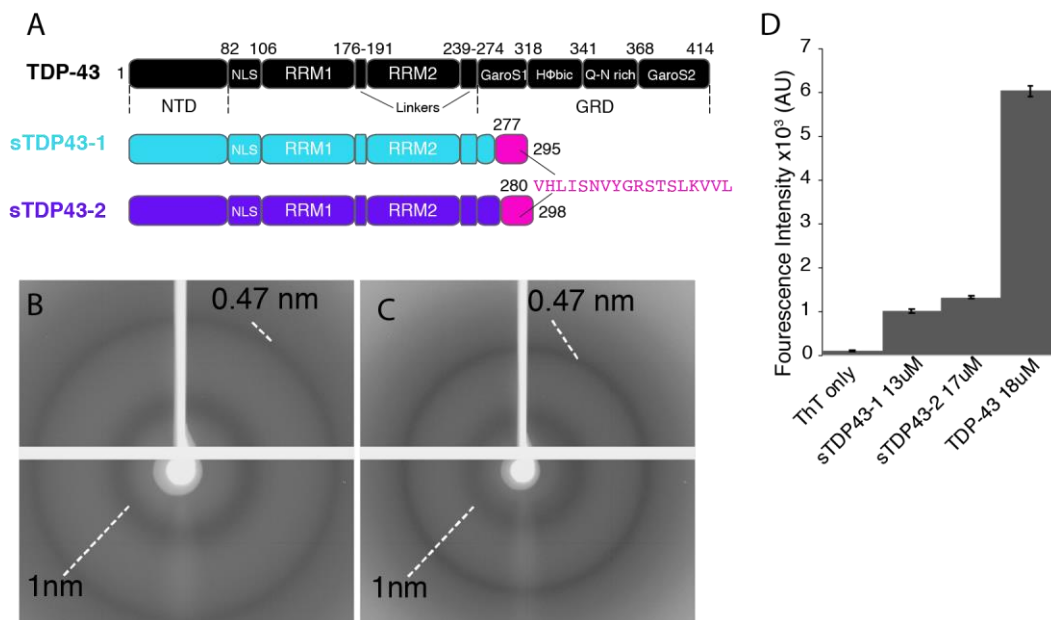 A
82 106 176-191 239-274 318 341 368 414
TDP-43 1 NLS RRM1 RRM2 GaroS1 HΦbic Q-N rich GaroS2
NTD Linkers GRD
277
sTDP43-1 NLS RRM1 RRM2 295
280 VHLISNVYGRSTSLKVVL
sTDP43-2 NLS RRM1 RRM2 298
B
0.47 nm
1nm
C
0.47 nm
1nm
D
Fourescence Intensity x10³ (AU)
7
6
5
4
3
2
1
0
ThT only
sTDP43-1 13uM
sTDP43-2 17uM
TDP-43 18uM